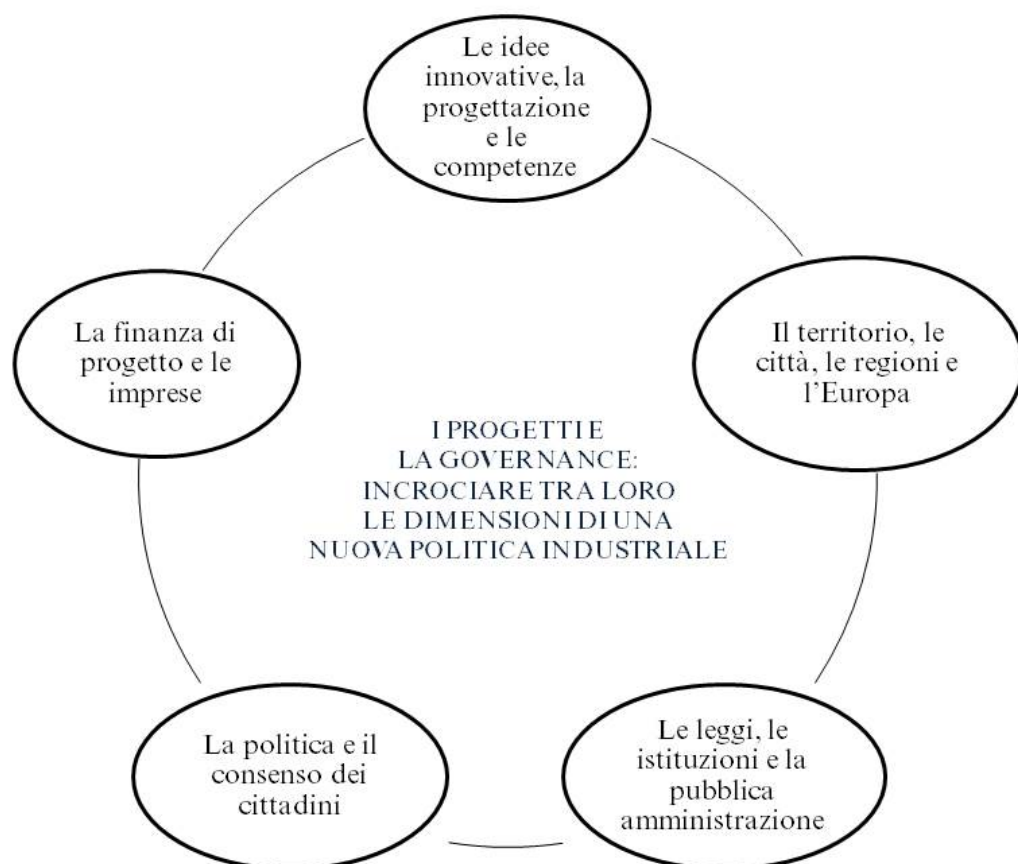 Le idee
innovative, la
progettazione
e le
competenze
La finanza di
progetto e le
imprese
Il territorio, le
città, le regioni e
l’Europa
I PROGETTI E
LA GOVERNANCE:
INCROCIARE TRA LORO
LE DIMENSIONI DI UNA
NUOVA POLITICA INDUSTRIALE
La politica e il
consenso dei
cittadini
Le leggi, le
istituzioni e la
pubblica
amministrazione